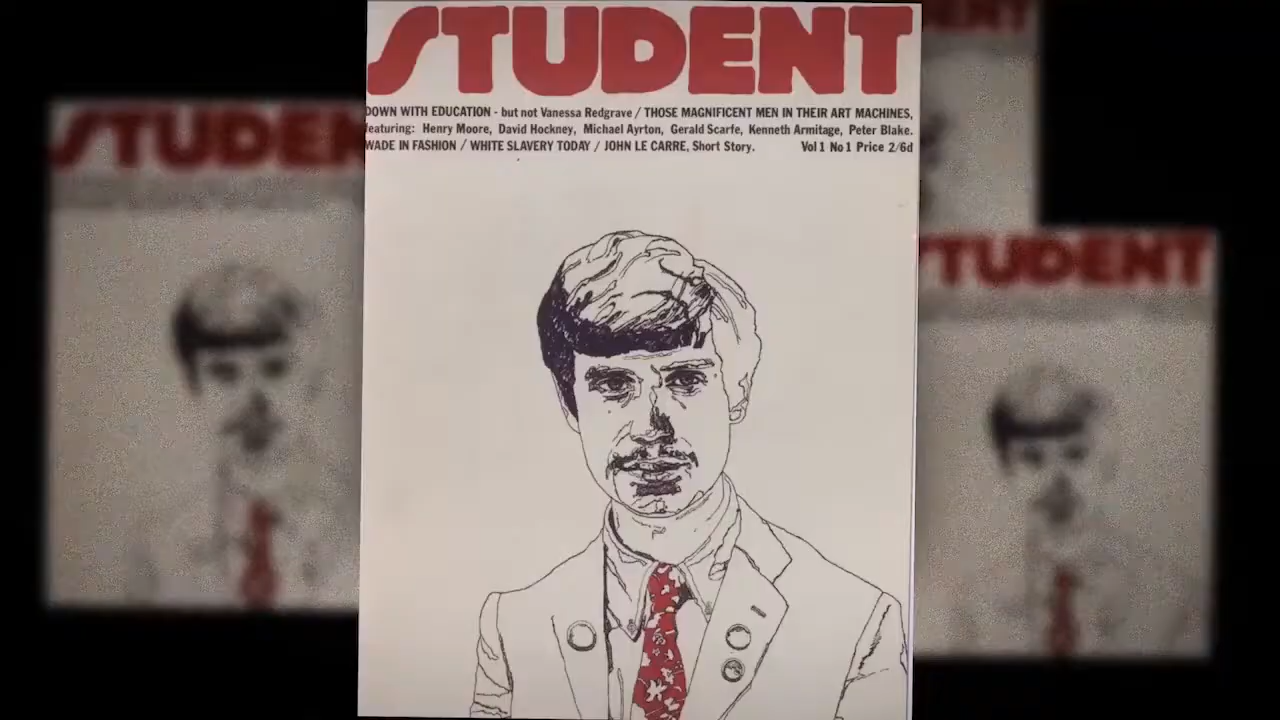 STUDENT
DOWN WITH EDUCATION - but not Vanessa Redgrave / THOSE MAGNIFICENT MEN IN THEIR ART MACHINES,
featuring: Henry Moore, David Hockney, Michael Ayrton, Gerald Scarfe, Kenneth Armitage, Peter Blake.
WADE IN FASHION / WHITE SLAVERY TODAY / JOHN LE CARRE, Short Story. Vol 1 No 1 Price 2/6d
STUDENT
STUDENT